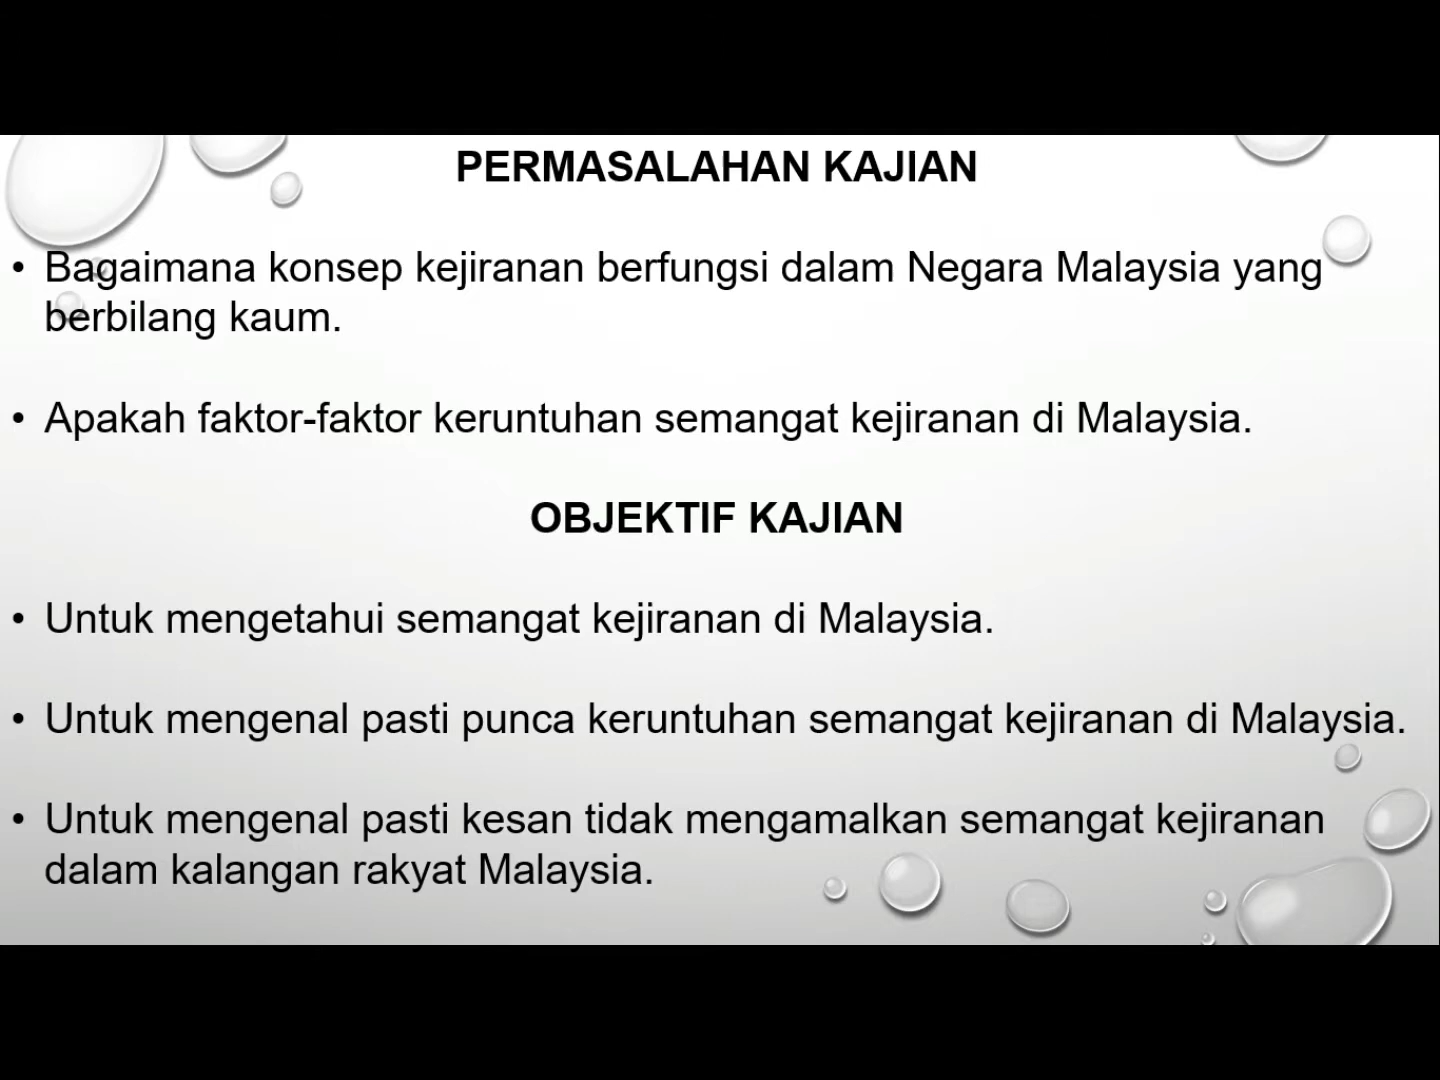 PERMASALAHAN KAJIAN
• Bagaimana konsep kejiranan berfungsi dalam Negara Malaysia yang
berbilang kaum.
• Apakah faktor-faktor keruntuhan semangat kejiranan di Malaysia.
OBJEKTIF KAJIAN
• Untuk mengetahui semangat kejiranan di Malaysia.
• Untuk mengenal pasti punca keruntuhan semangat kejiranan di Malaysia.
• Untuk mengenal pasti kesan tidak mengamalkan semangat kejiranan
dalam kalangan rakyat Malaysia.